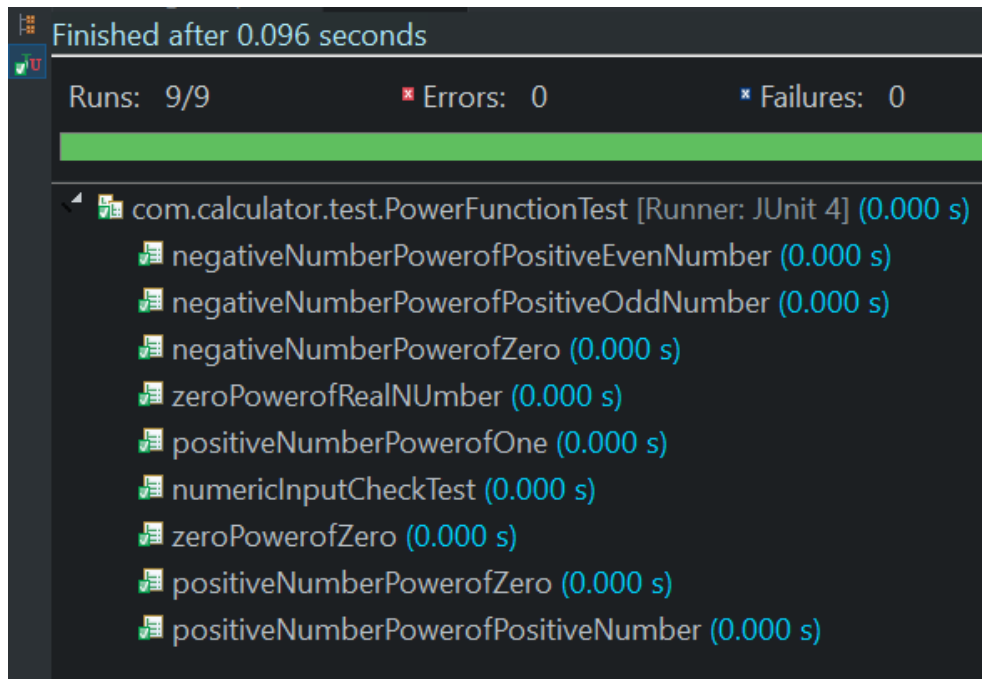 Finished after 0.096 seconds
Runs: 9/9 Errors: 0 Failures: 0
com.calculator.test.PowerFunctionTest [Runner: JUnit 4] (0.000 s)
negativeNumberPowerofPositiveEvenNumber (0.000 s)
negativeNumberPowerofPositiveOddNumber (0.000 s)
negativeNumberPowerofZero (0.000 s)
zeroPowerofRealNUmber (0.000 s)
positiveNumberPowerofOne (0.000 s)
numericInputCheckTest (0.000 s)
zeroPowerofZero (0.000 s)
positiveNumberPowerofZero (0.000 s)
positiveNumberPowerofPositiveNumber (0.000 s)